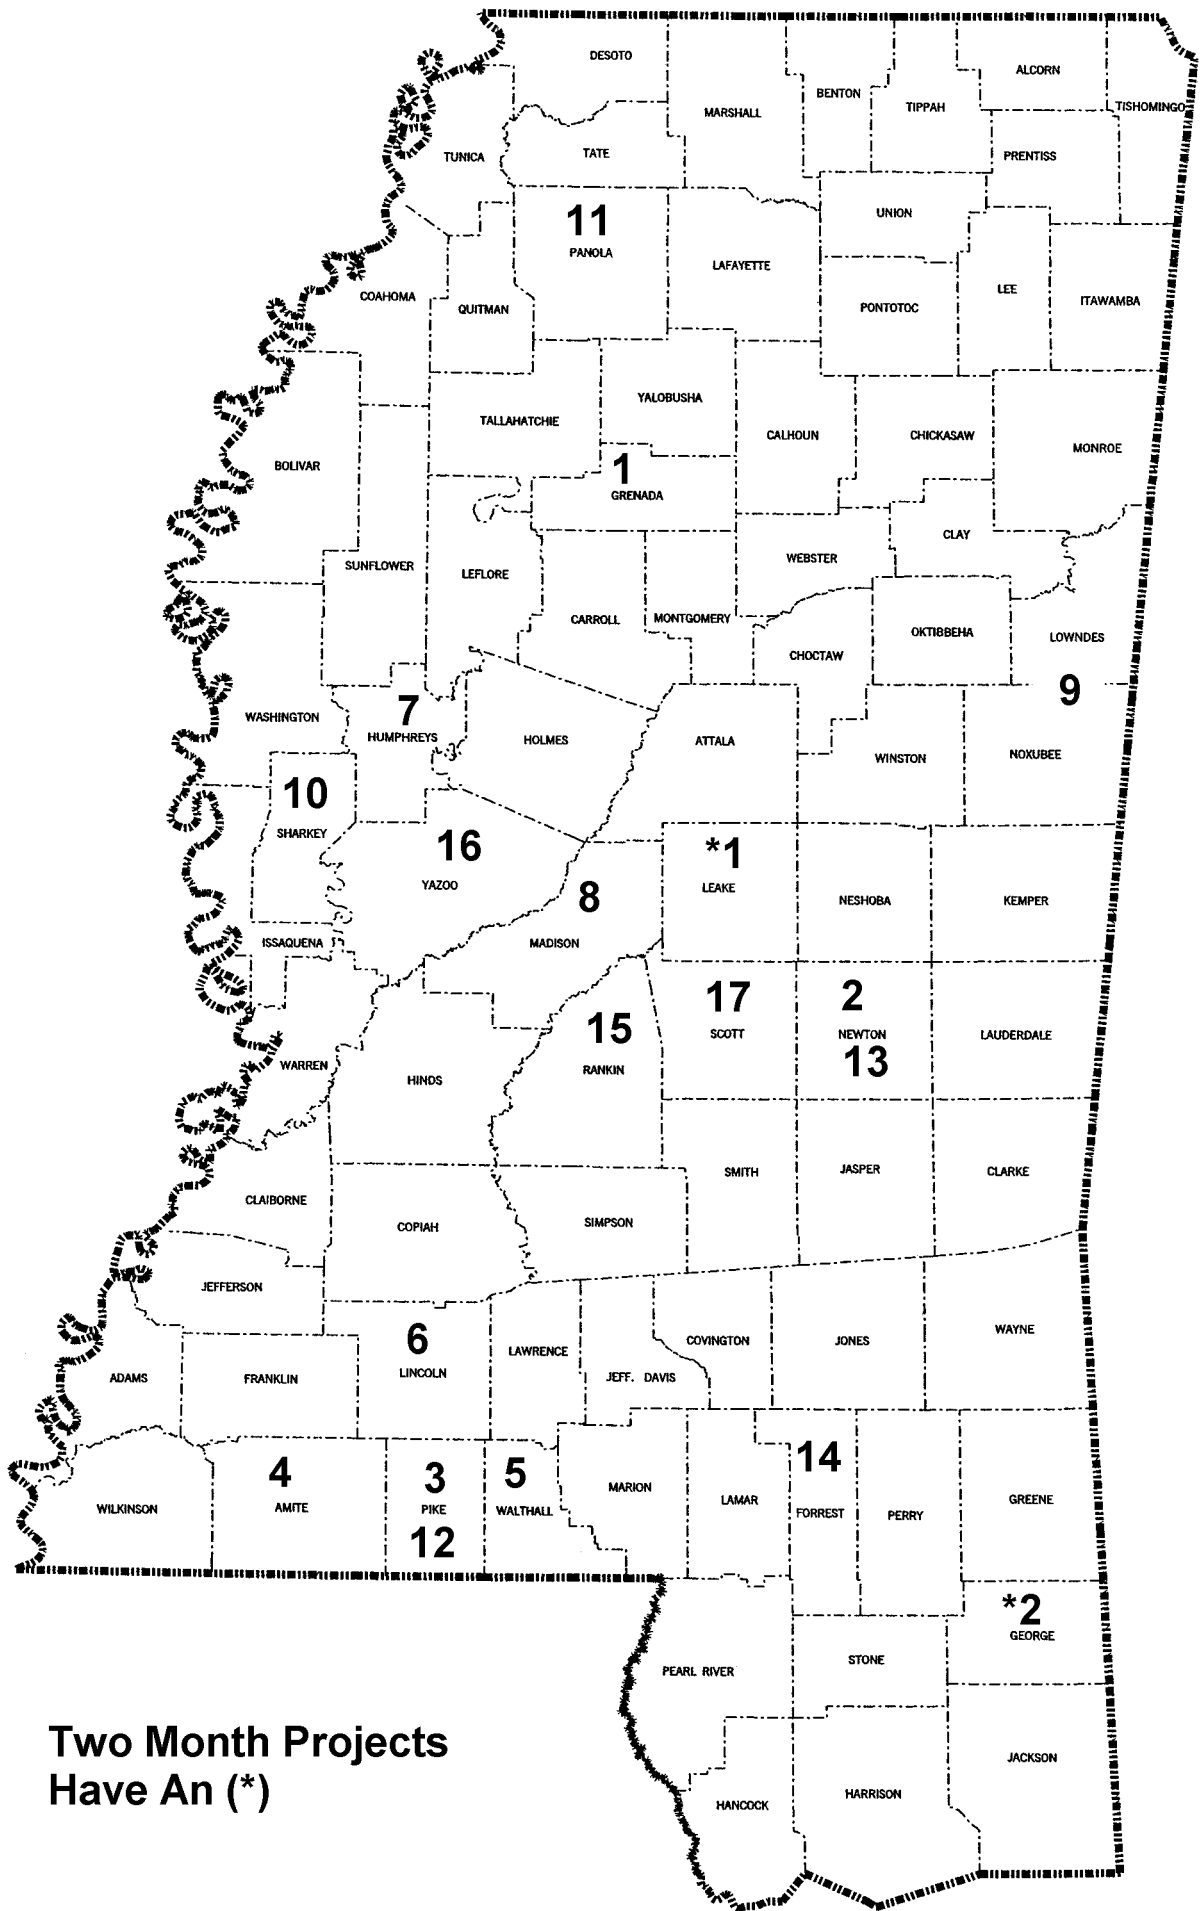 DESOTO
ALCORN
BENTON
TIPPAH
TISHOMINGO
MARSHALL
TUNICA
TATE
PRENTISS
11
UNION
PANOLA
LAFAYETTE
LEE
COAHOMA
QUITMAN
PONTOTOC
ITAWAMBA
YALOBUSHA
TALLAHATCHIE
CALHOUN
CHICKASAW
MONROE
BOLIVAR
1
GRENADA
CLAY
WEBSTER
SUNFLOWER
LEFLORE
CARROLL
MONTGOMERY
OKTIBBEHA
LOWNDES
CHOCTAW
9
7
WASHINGTON
HUMPHREYS
HOLMES
ATTALA
WINSTON
NOXUBEE
10
SHARKEY
16
*1
YAZOO
LEAKE
8
NESHOBA
KEMPER
ISSAQUENA
MADISON
17
2
15
SCOTT
NEWTON
LAUDERDALE
13
WARREN
RANKIN
HINDS
SMITH
JASPER
CLARKE
CLAIBORNE
COPIAH
SIMPSON
JEFFERSON
6
LAWRENCE
COVINGTON
JONES
WAYNE
ADAMS
FRANKLIN
LINCOLN
JEFF. DAVIS
4
3
5
14
WILKINSON
AMITE
PIKE
WALTHALL
MARION
LAMAR
FORREST
PERRY
GREENE
12
*2
GEORGE
PEARL RIVER
STONE
Two Month Projects
Have An (*)
JACKSON
HANCOCK
HARRISON